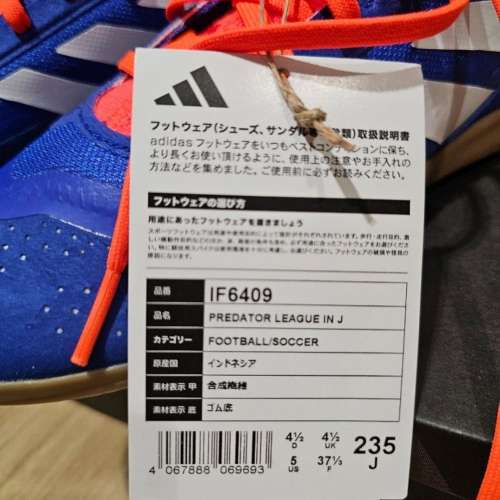 フットウェア（シューズ、サンダル等 類）取扱説明書
adidas フットウェアをいつもベストコンディションに保ち、
より長くお使い頂けるように、使用上の注意やお手入れの
方法などを集めました。ご使用前に必ずお読みください。
フットウェアの選び方
用途にあったフットウェアを履きましょう
品番 IF6409
品名 PREDATOR LEAGUE IN J
カテゴリー FOOTBALL/SOCCER
原産国 インドネシア
素材表示 甲 合成繊維
素材表示 底 ゴム底
4½ D 4½ UK 235 J
5 US 37⅓ F
4 067888 069693